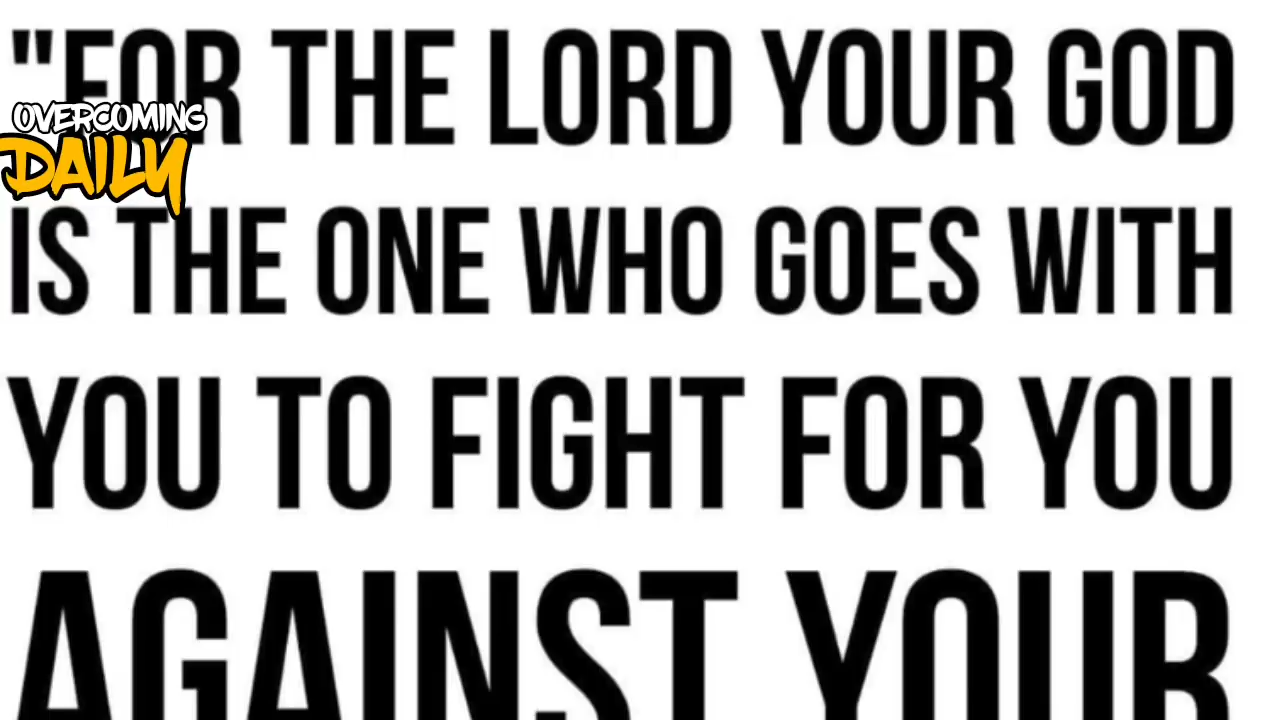 "FOR THE LORD YOUR GOD
OVERCOMING
DAILY
IS THE ONE WHO GOES WITH
YOU TO FIGHT FOR YOU
AGAINST YOUR